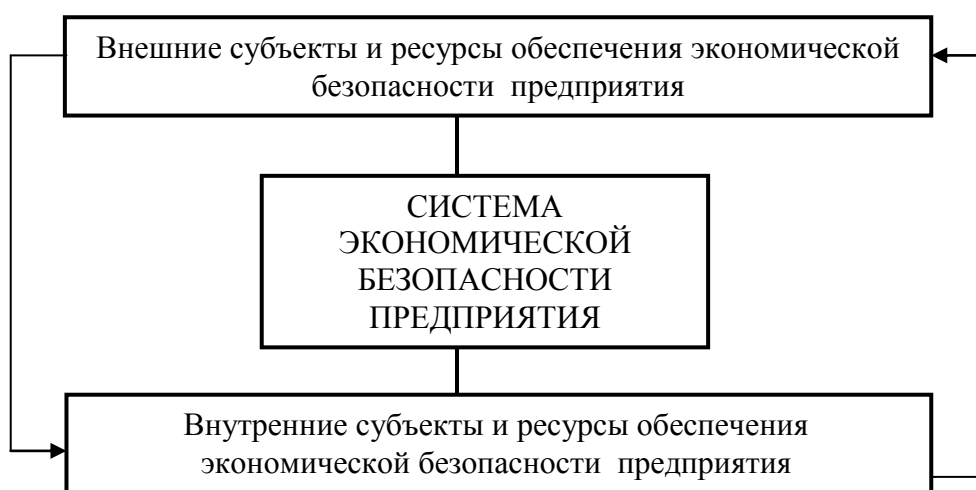 Внешние субъекты и ресурсы обеспечения экономической
безопасности предприятия
СИСТЕМА
ЭКОНОМИЧЕСКОЙ
БЕЗОПАСНОСТИ
ПРЕДПРИЯТИЯ
Внутренние субъекты и ресурсы обеспечения
экономической безопасности предприятия